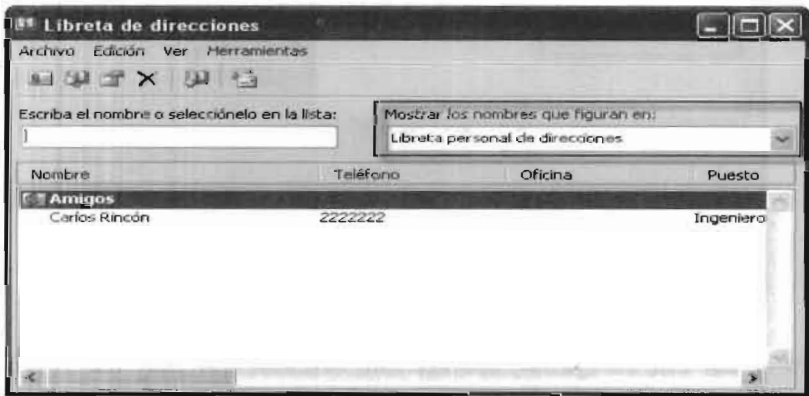 Libreta de direcciones
Archivo Edición Ver Herramientas
Escriba el nombre o selecciónelo en la lista:
Mostrar los nombres que figuran en:
Libreta personal de direcciones
Nombre Teléfono Oficina Puesto
Amigos
Carlos Rincón 2222222 Ingeniero